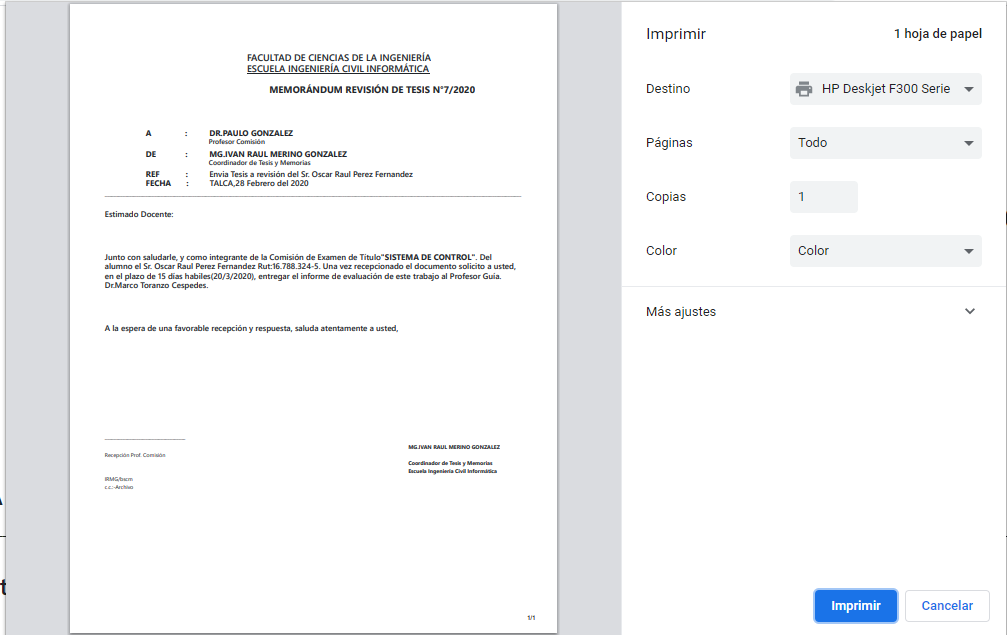 FACULTAD DE CIENCIAS DE LA INGENIERÍA
ESCUELA INGENIERÍA CIVIL INFORMÁTICA
MEMORÁNDUM REVISIÓN DE TESIS N°7/2020
A : DR.PAULO GONZALEZ
Profesor Comisión
DE : MG.IVAN RAUL MERINO GONZALEZ
Coordinador de Tesis y Memorias
REF : Envía Tesis a revisión del Sr. Oscar Raul Perez Fernandez
FECHA : TALCA,28 Febrero del 2020
Estimado Docente:
Junto con saludarle, y como integrante de la Comisión de Examen de Título"SISTEMA DE CONTROL". Del
alumno el Sr. Oscar Raul Perez Fernandez Rut:16.788.324-5. Una vez recepcionado el documento solicito a usted,
en el plazo de 15 días habiles(20/3/2020), entregar el informe de evaluación de este trabajo al Profesor Guía.
Dr.Marco Toranzo Cespedes.
A la espera de una favorable recepción y respuesta, saluda atentamente a usted,
Recepción Prof. Comisión
IRMG/bscm
c.c.:-Archivo
MG.IVAN RAUL MERINO GONZALEZ
Coordinador de Tesis y Memorias
Escuela Ingeniería Civil Informática
1/1
Imprimir
1 hoja de papel
Destino
HP Deskjet F300 Serie
Páginas
Todo
Copias
1
Color
Color
Más ajustes
Imprimir
Cancelar